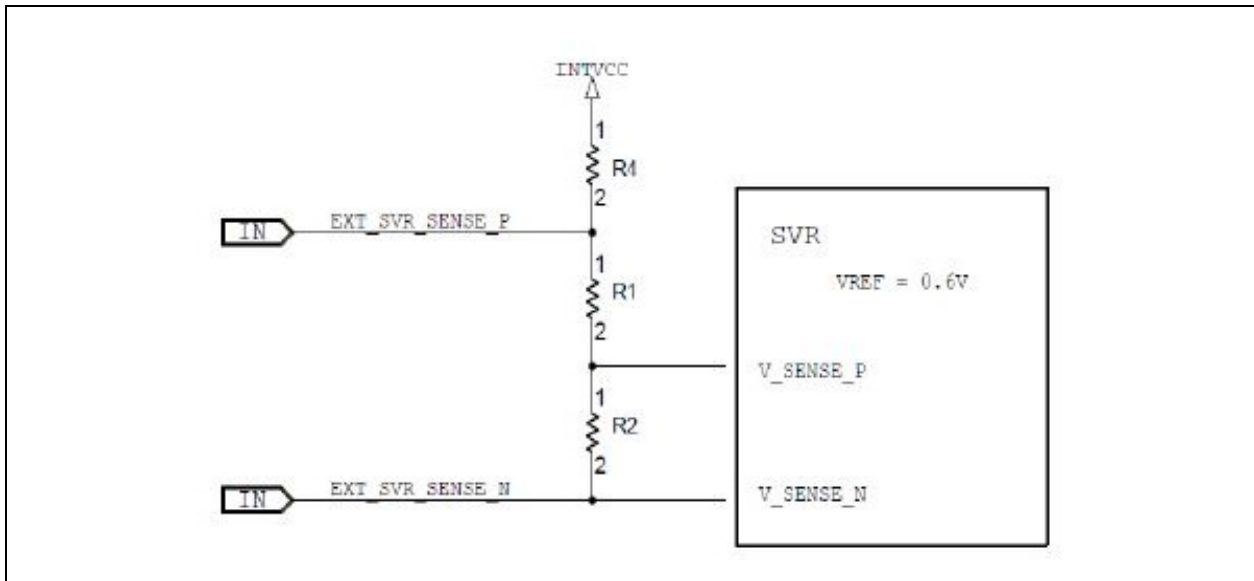 INTVCC
1
R4
2
IN EXT_SVR_SENSE_P
SVR
1
VREF = 0.6V
R1
2
V_SENSE_P
1
R2
2
IN EXT_SVR_SENSE_N
V_SENSE_N